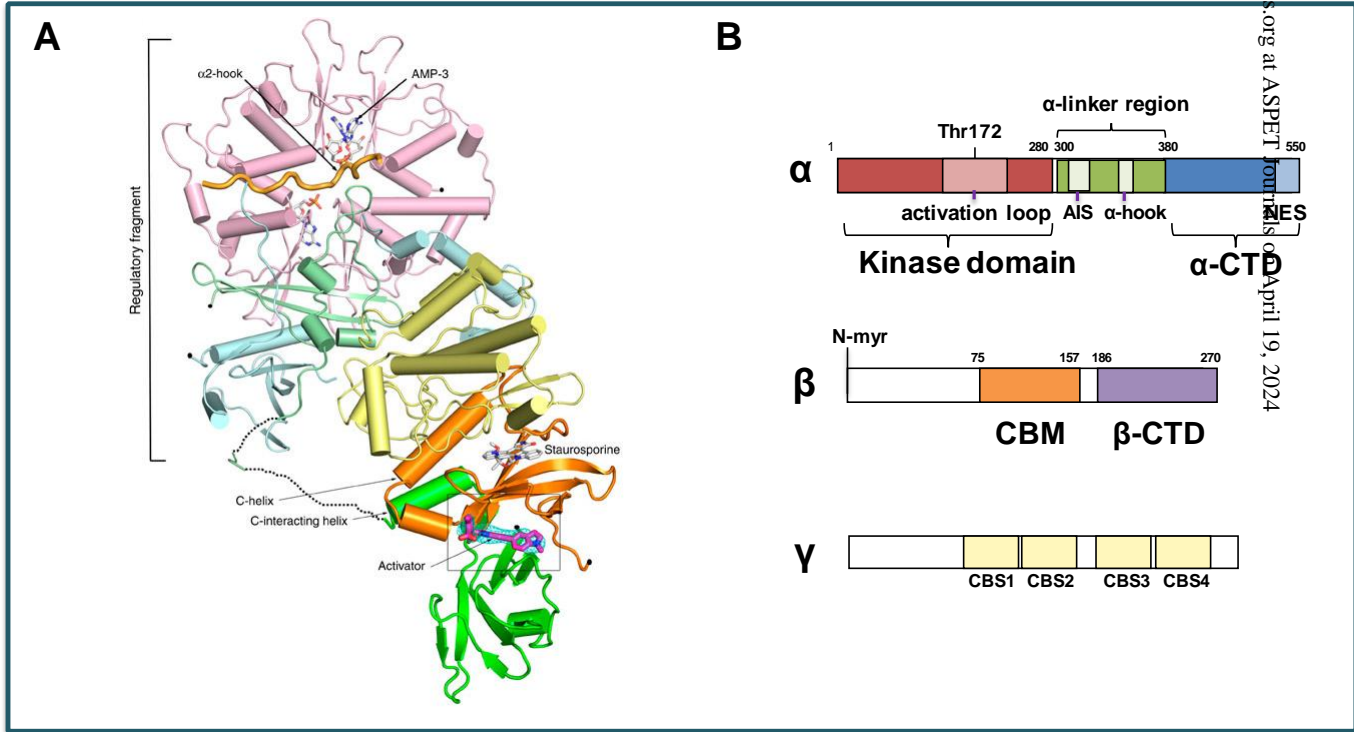 A
α2-hook
AMP-3
Regulatory fragment
Staurosporine
C-helix
C-interacting helix
Activator
B
α-linker region
Thr172
1
280
300
380
550
α
activation loop
AIS
α-hook
NES
Kinase domain
α-CTD
N-myr
75
157
186
270
β
CBM
β-CTD
γ
CBS1
CBS2
CBS3
CBS4
s.org at ASPET Journals on April 19, 2024